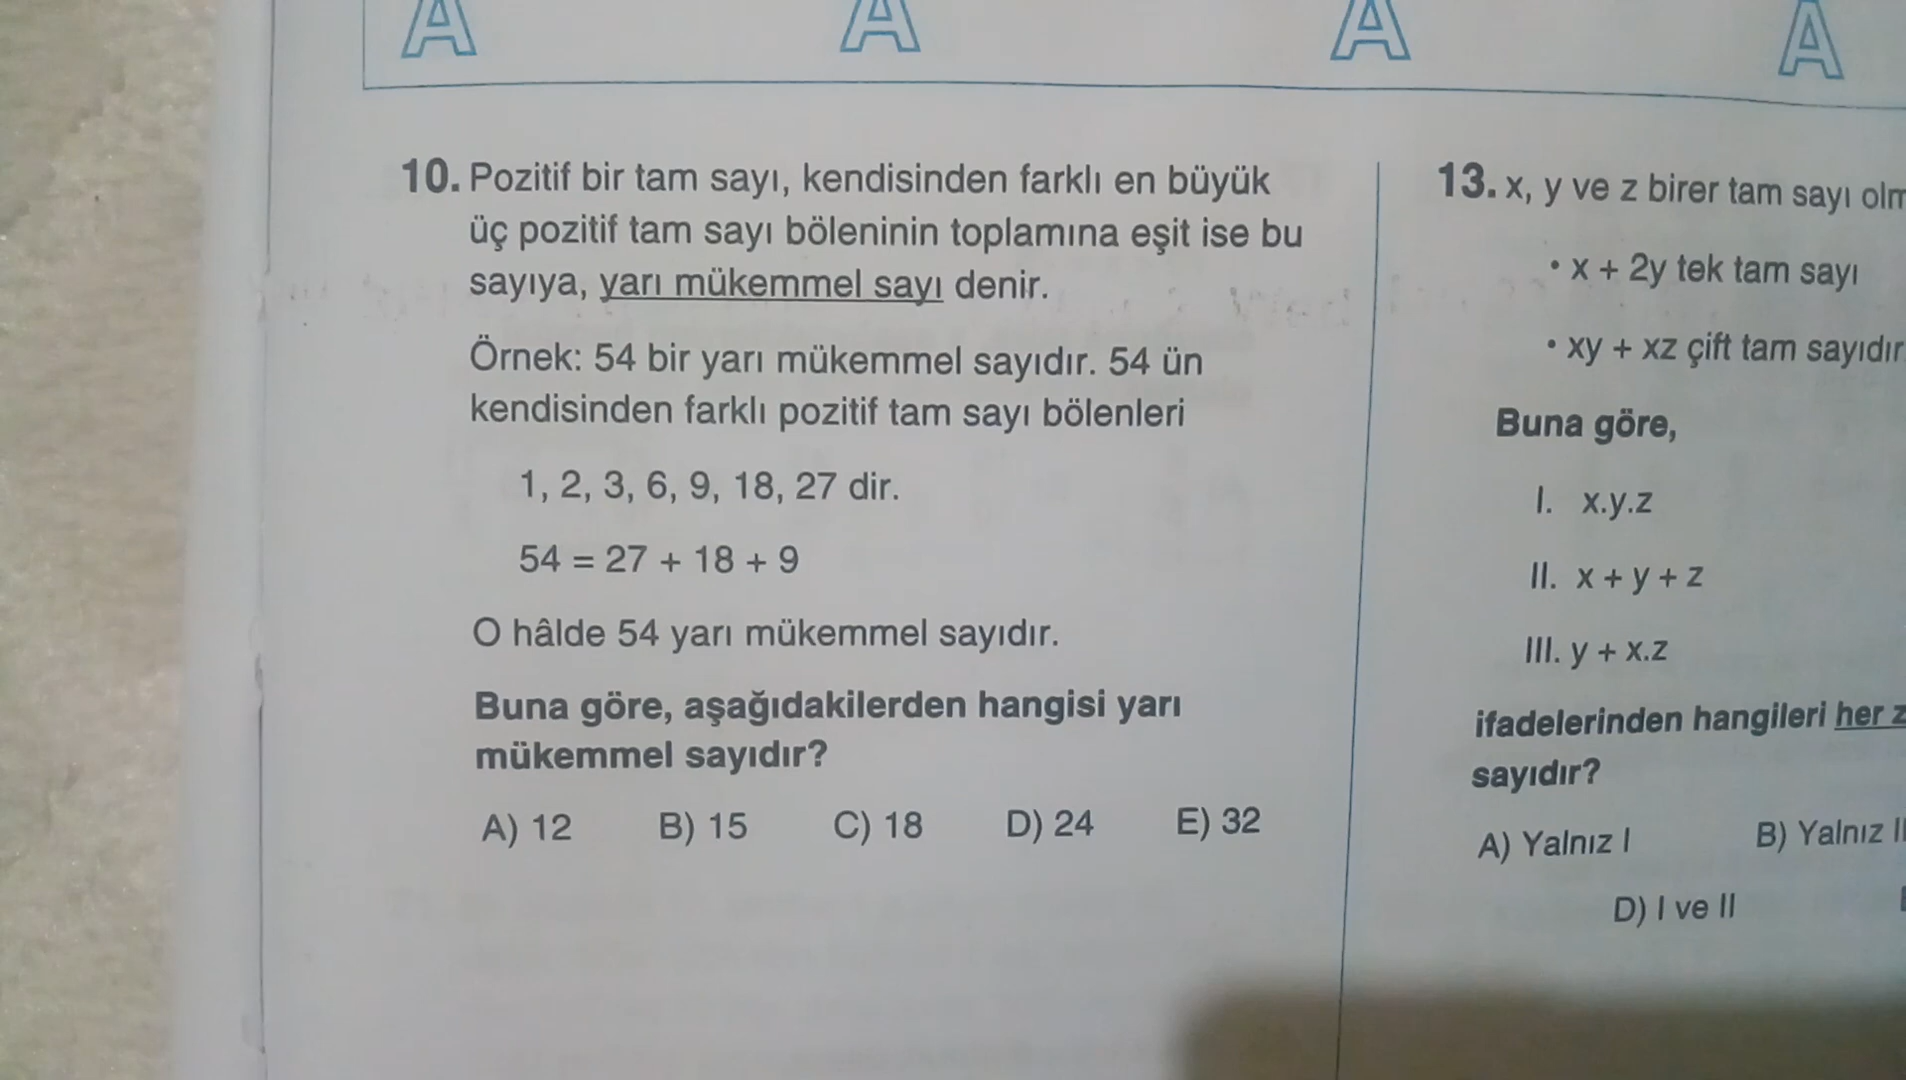 A A A A
10. Pozitif bir tam sayı, kendisinden farklı en büyük
üç pozitif tam sayı böleninin toplamına eşit ise bu
sayıya, yarı mükemmel sayı denir.
Örnek: 54 bir yarı mükemmel sayıdır. 54 ün
kendisinden farklı pozitif tam sayı bölenleri
1, 2, 3, 6, 9, 18, 27 dir.
54 = 27 + 18 + 9
O hâlde 54 yarı mükemmel sayıdır.
Buna göre, aşağıdakilerden hangisi yarı
mükemmel sayıdır?
A) 12 B) 15 C) 18 D) 24 E) 32
13. x, y ve z birer tam sayı
• x + 2y tek tam sayı
• xy + xz çift tam sayıdır
Buna göre,
I. x.y.z
II. x + y + z
III. y + x.z
ifadelerinden hangileri her
sayıdır?
A) Yalnız I B) Yalnız II
D) I ve II